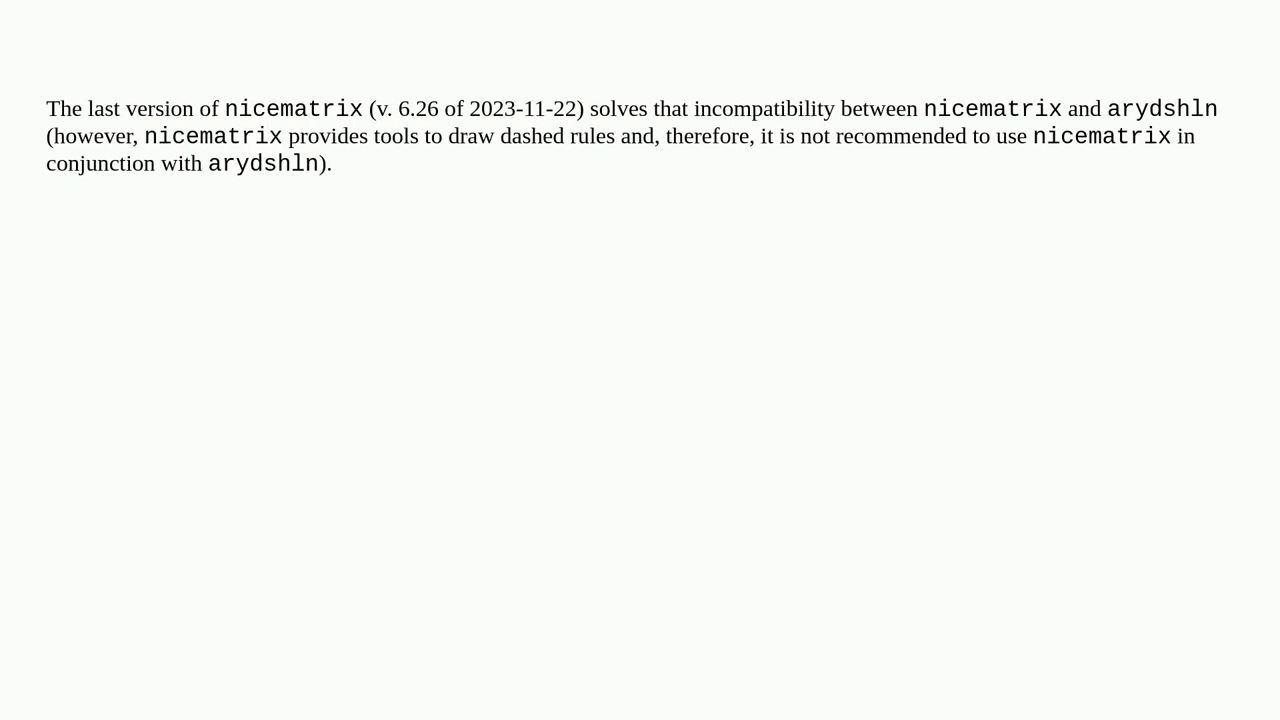 The last version of nicematrix (v. 6.26 of 2023-11-22) solves that incompatibility between nicematrix and arydshln
(however, nicematrix provides tools to draw dashed rules and, therefore, it is not recommended to use nicematrix in
conjunction with arydshln).